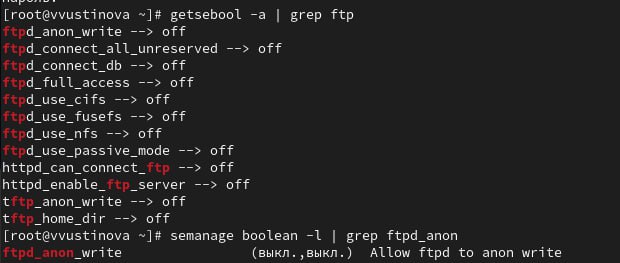 пароль:
[root@vvustinova ~]# getsebool -a | grep ftp
ftpd_anon_write --> off
ftpd_connect_all_unreserved --> off
ftpd_connect_db --> off
ftpd_full_access --> off
ftpd_use_cifs --> off
ftpd_use_fusefs --> off
ftpd_use_nfs --> off
ftpd_use_passive_mode --> off
httpd_can_connect_ftp --> off
httpd_enable_ftp_server --> off
tftp_anon_write --> off
tftp_home_dir --> off
[root@vvustinova ~]# semanage boolean -l | grep ftpd_anon
ftpd_anon_write (выкл.,выкл.) Allow ftpd to anon write